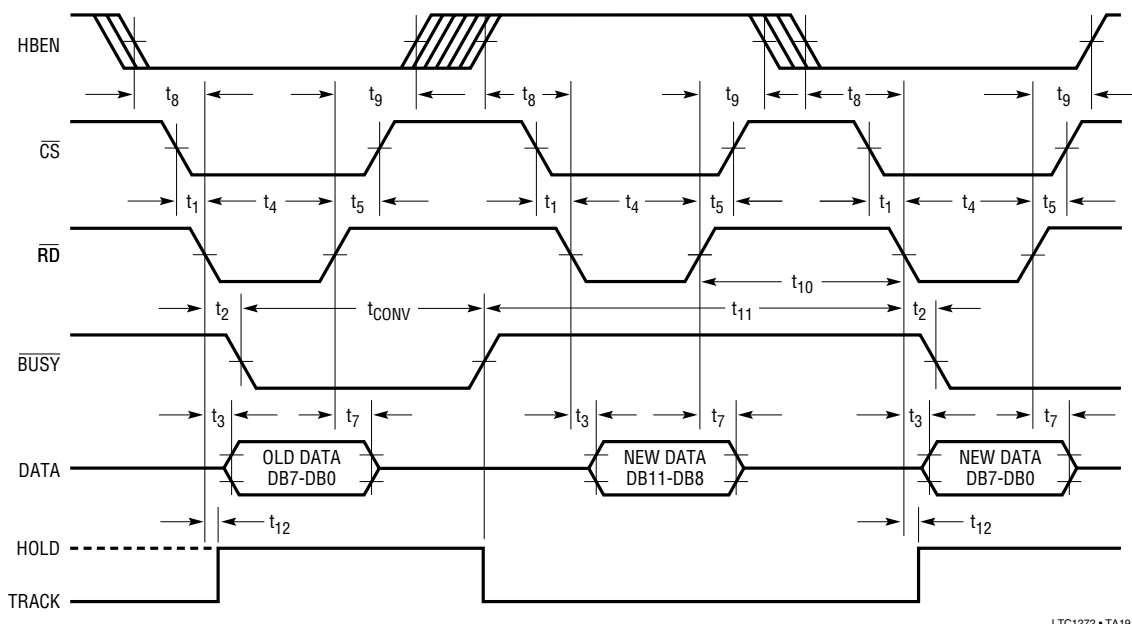 HBEN
t8 t9 t8 t9 t8 t9
CS
t1 t4 t5 t1 t4 t5 t1 t4 t5
RD
t10
t2 tCONV t11 t2
BUSY
t3 t7 t3 t7 t3 t7
DATA
OLD DATA
DB7-DB0
NEW DATA
DB11-DB8
NEW DATA
DB7-DB0
t12 t12
HOLD
TRACK
LTC1272 • TA19